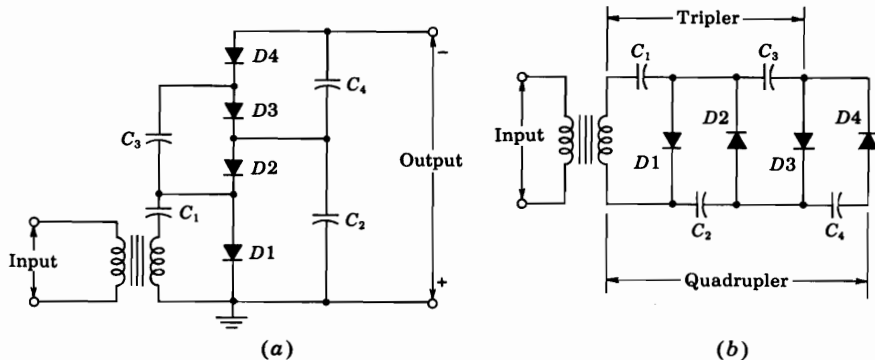 D4
−
D3
C4
C3
D2
Output
C1
C2
Input
D1
+
(a)
Tripler
C1
C3
Input
D2
D4
D1
D3
C2
C4
Quadrupler
(b)